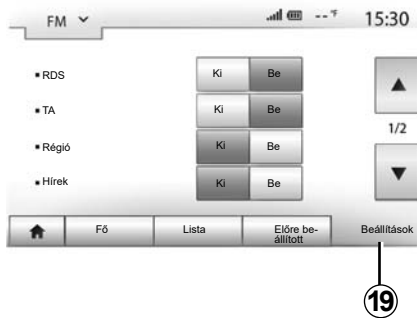 FM -- °F 15:30
RDS Ki Be
TA Ki Be
1/2
Régió Ki Be
Hírek Ki Be
Fő Lista Előre be-
állított Beállítások
19